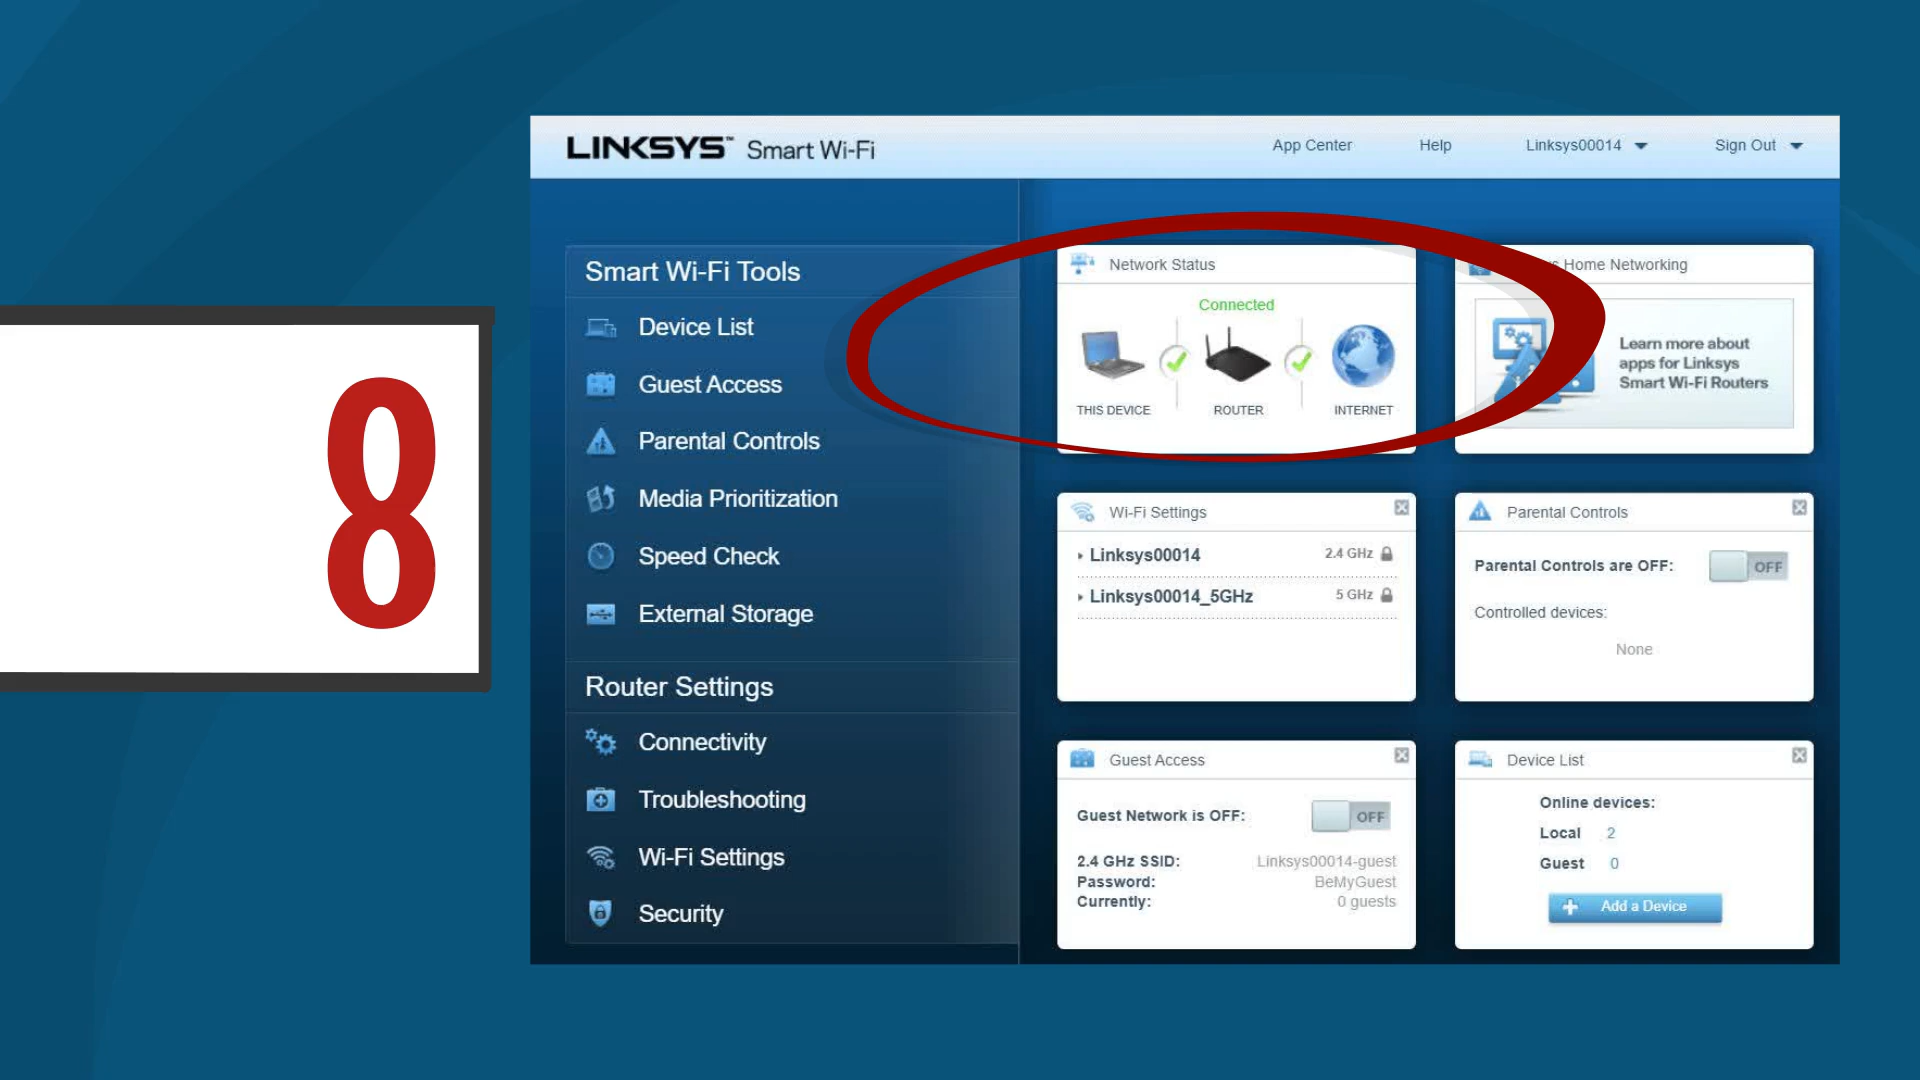 8
LINKSYS™ Smart Wi-Fi
App Center
Help
Linksys00014
Sign Out
Smart Wi-Fi Tools
Device List
Guest Access
Parental Controls
Media Prioritization
Speed Check
External Storage
Router Settings
Connectivity
Troubleshooting
Wi-Fi Settings
Security
Network Status
Connected
THIS DEVICE
ROUTER
INTERNET
Home Networking
Learn more about
apps for Linksys
Smart Wi-Fi Routers
Wi-Fi Settings
Linksys00014 2.4 GHz
Linksys00014_5GHz 5 GHz
Parental Controls
Parental Controls are OFF: OFF
Controlled devices:
None
Guest Access
Guest Network is OFF: OFF
2.4 GHz SSID: Linksys00014-guest
Password: BeMyGuest
Currently: 0 guests
Device List
Online devices:
Local 2
Guest 0
Add a Device